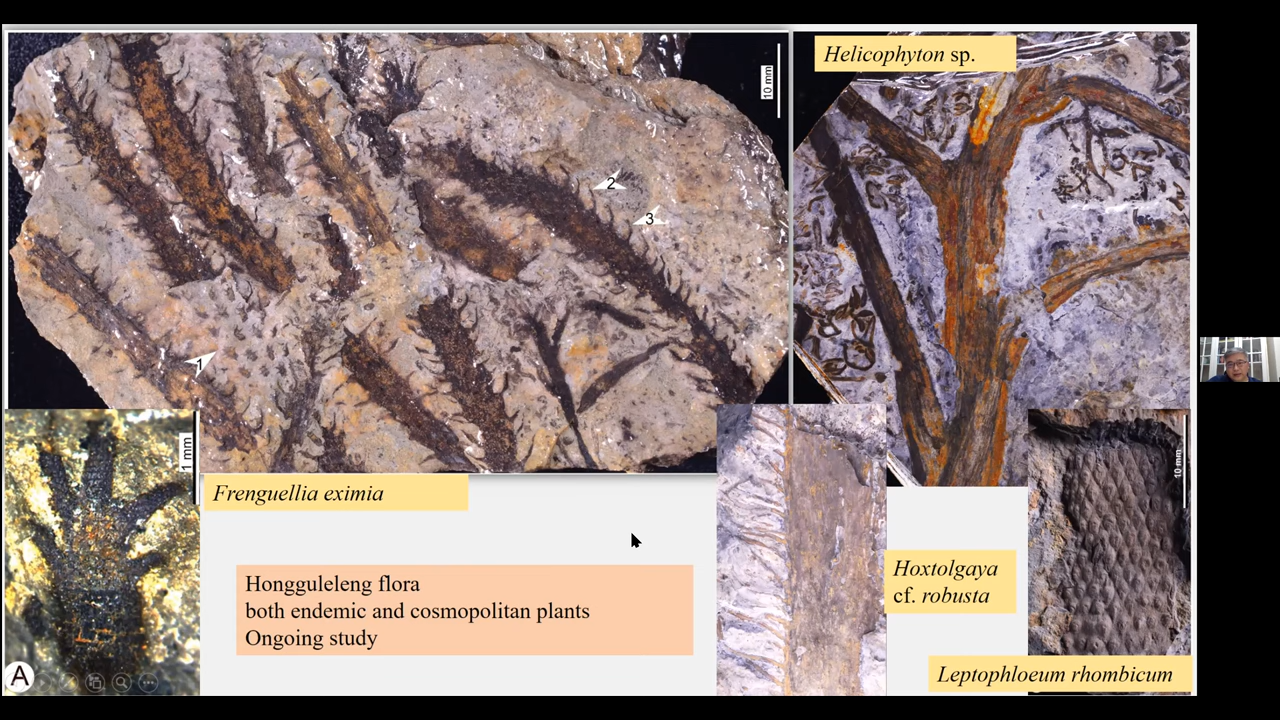 Helicophyton sp.
10 mm
2
3
1
1 mm
Frenguellia eximia
Hongguleleng flora
both endemic and cosmopolitan plants
Ongoing study
Hoxtolgaya
cf. robusta
10 mm
Leptophloeum rhombicum
A